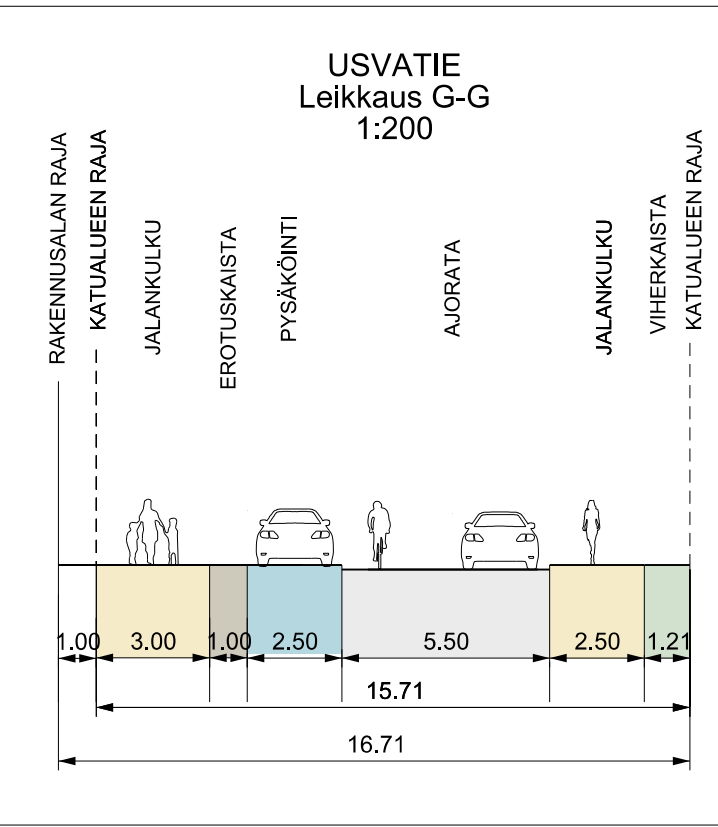 USVATIE
Leikkaus G-G
1:200
RAKENNUSALAN RAJA
KATUALUEEN RAJA
JALANKULKU
EROTUSKAISTA
PYSÄKÖINTI
AJORATA
JALANKULKU
VIHERKAISTA
KATUALUEEN RAJA
1.00
3.00
1.00
2.50
5.50
2.50
1.21
15.71
16.71